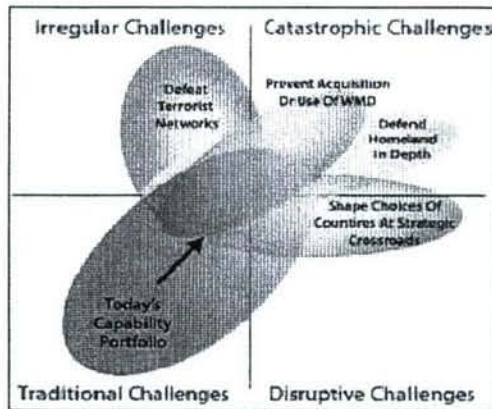 Irregular Challenges
Catastrophic Challenges
Defeat
Terrorist
Networks
Prevent Acquisition
Or Use Of WMD
Defend
Homeland
In Depth
Shape Choices Of
Countires At Strategic
Crossroads
Today's
Capability
Portfolio
Traditional Challenges
Disruptive Challenges